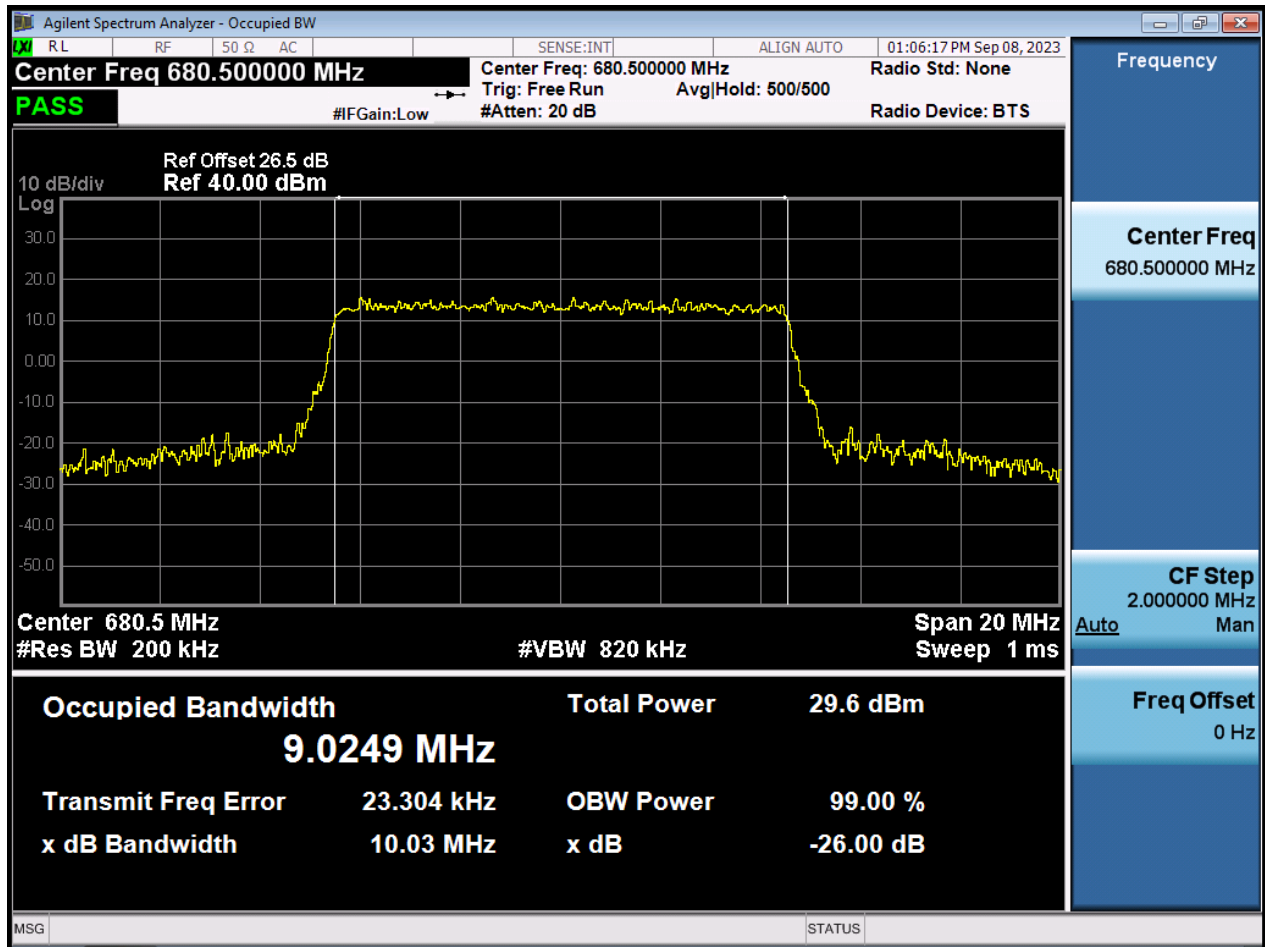 Agilent Spectrum Analyzer - Occupied BW
LXI RL RF 50 Ω AC SENSE:INT ALIGN AUTO 01:06:17 PM Sep 08, 2023
Center Freq 680.500000 MHz
Center Freq: 680.500000 MHz
Radio Std: None
Trig: Free Run
Avg|Hold: 500/500
PASS
#IFGain:Low
#Atten: 20 dB
Radio Device: BTS
Ref Offset 26.5 dB
10 dB/div
Ref 40.00 dBm
Log
30.0
20.0
10.0
0.00
-10.0
-20.0
-30.0
-40.0
-50.0
Center 680.5 MHz
Span 20 MHz
#Res BW 200 kHz
#VBW 820 kHz
Sweep 1 ms
Occupied Bandwidth
9.0249 MHz
Total Power 29.6 dBm
Transmit Freq Error 23.304 kHz
OBW Power 99.00 %
x dB Bandwidth 10.03 MHz
x dB -26.00 dB
MSG
STATUS
Frequency
Center Freq
680.500000 MHz
CF Step
2.000000 MHz
Auto Man
Freq Offset
0 Hz